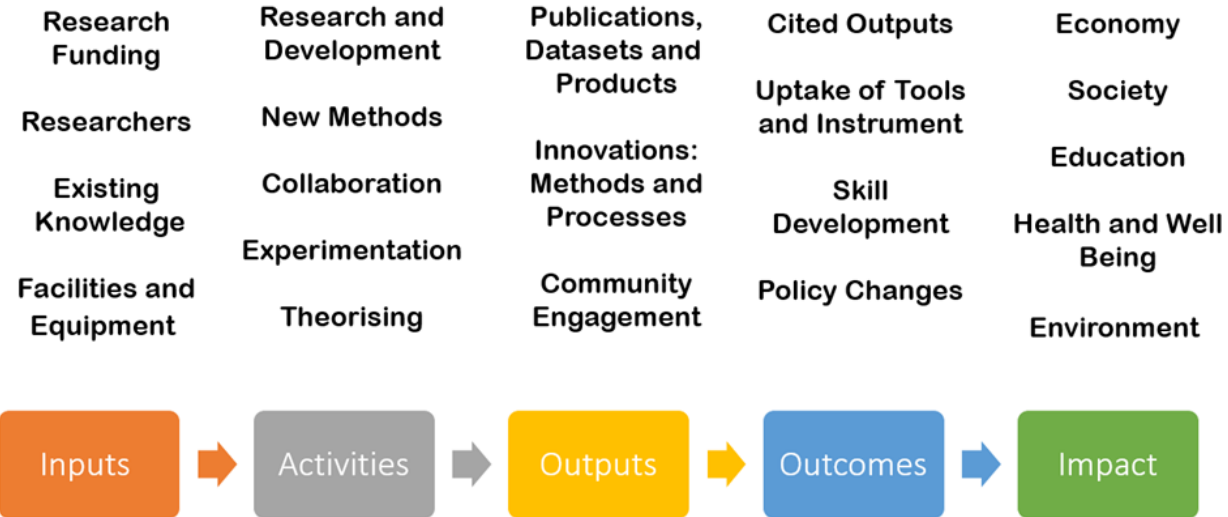 Research
Funding
Researchers
Existing
Knowledge
Facilities and
Equipment
Research and
Development
New Methods
Collaboration
Experimentation
Theorising
Publications,
Datasets and
Products
Innovations:
Methods and
Processes
Community
Engagement
Cited Outputs
Uptake of Tools
and Instrument
Skill
Development
Policy Changes
Economy
Society
Education
Health and Well
Being
Environment
Inputs
Activities
Outputs
Outcomes
Impact